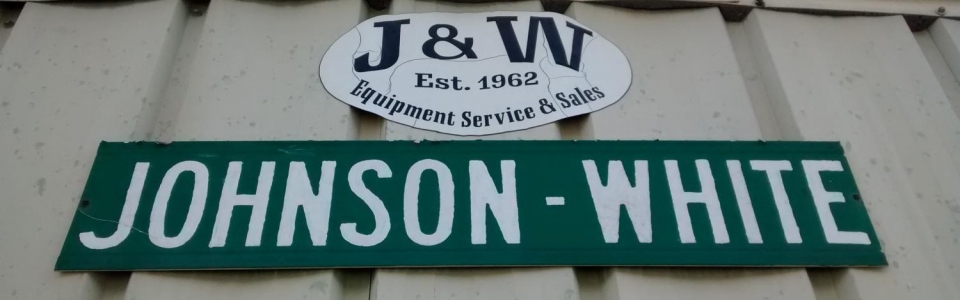 J & W
Est. 1962
Equipment Service & Sales
JOHNSON - WHITE